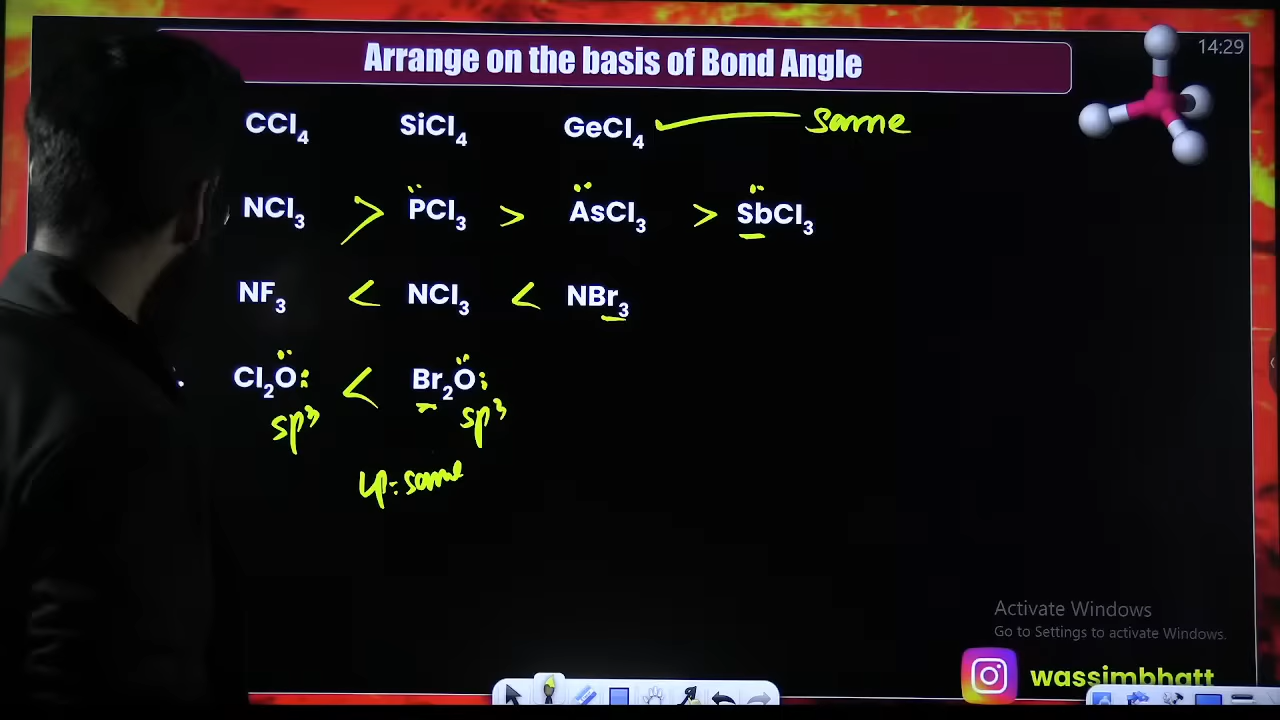 Arrange on the basis of Bond Angle
14:29
CCl4 SiCl4 GeCl4 same
NCl3 > PCl3 > AsCl3 > SbCl3
NF3 < NCl3 < NBr3
Cl2O: < Br2O:
sp3 sp3
lp: same
Activate Windows
Go to Settings to activate Windows.
wassimbhatt